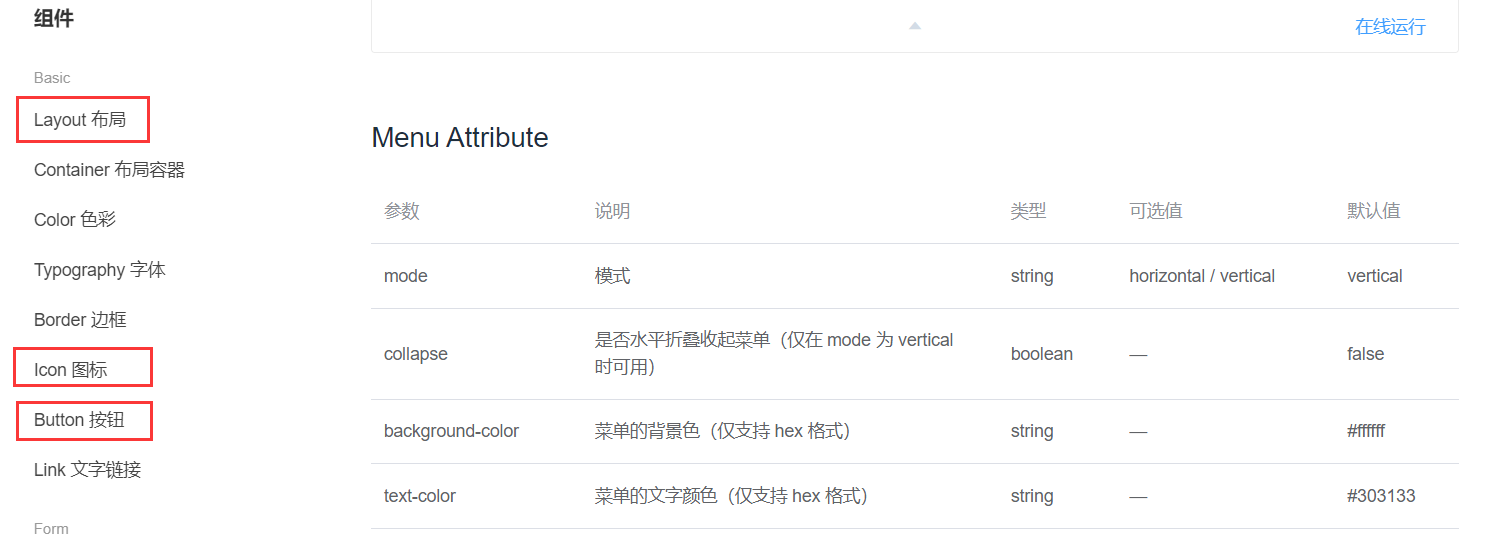 组件
Basic
Layout 布局
Container 布局容器
Color 色彩
Typography 字体
Border 边框
Icon 图标
Button 按钮
Link 文字链接
Form
在线运行
Menu Attribute
参数 说明 类型 可选值 默认值
mode 模式 string horizontal / vertical vertical
collapse 是否水平折叠收起菜单（仅在 mode 为 vertical 时可用） boolean — false
background-color 菜单的背景色（仅支持 hex 格式） string — #ffffff
text-color 菜单的文字颜色（仅支持 hex 格式） string — #303133